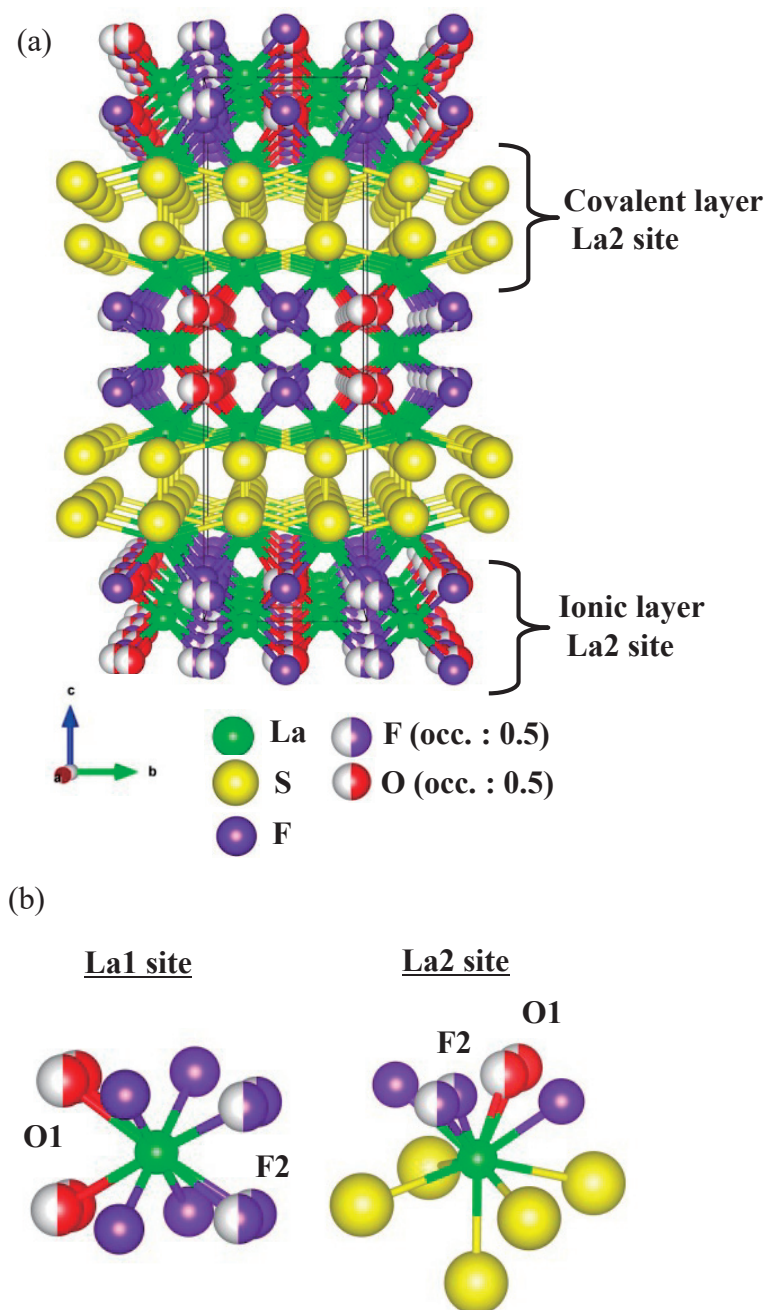 (a)
Covalent layer
La2 site
Ionic layer
La2 site
c
a
b
La
F (occ. : 0.5)
S
O (occ. : 0.5)
F
(b)
La1 site
La2 site
O1
F2
O1
F2